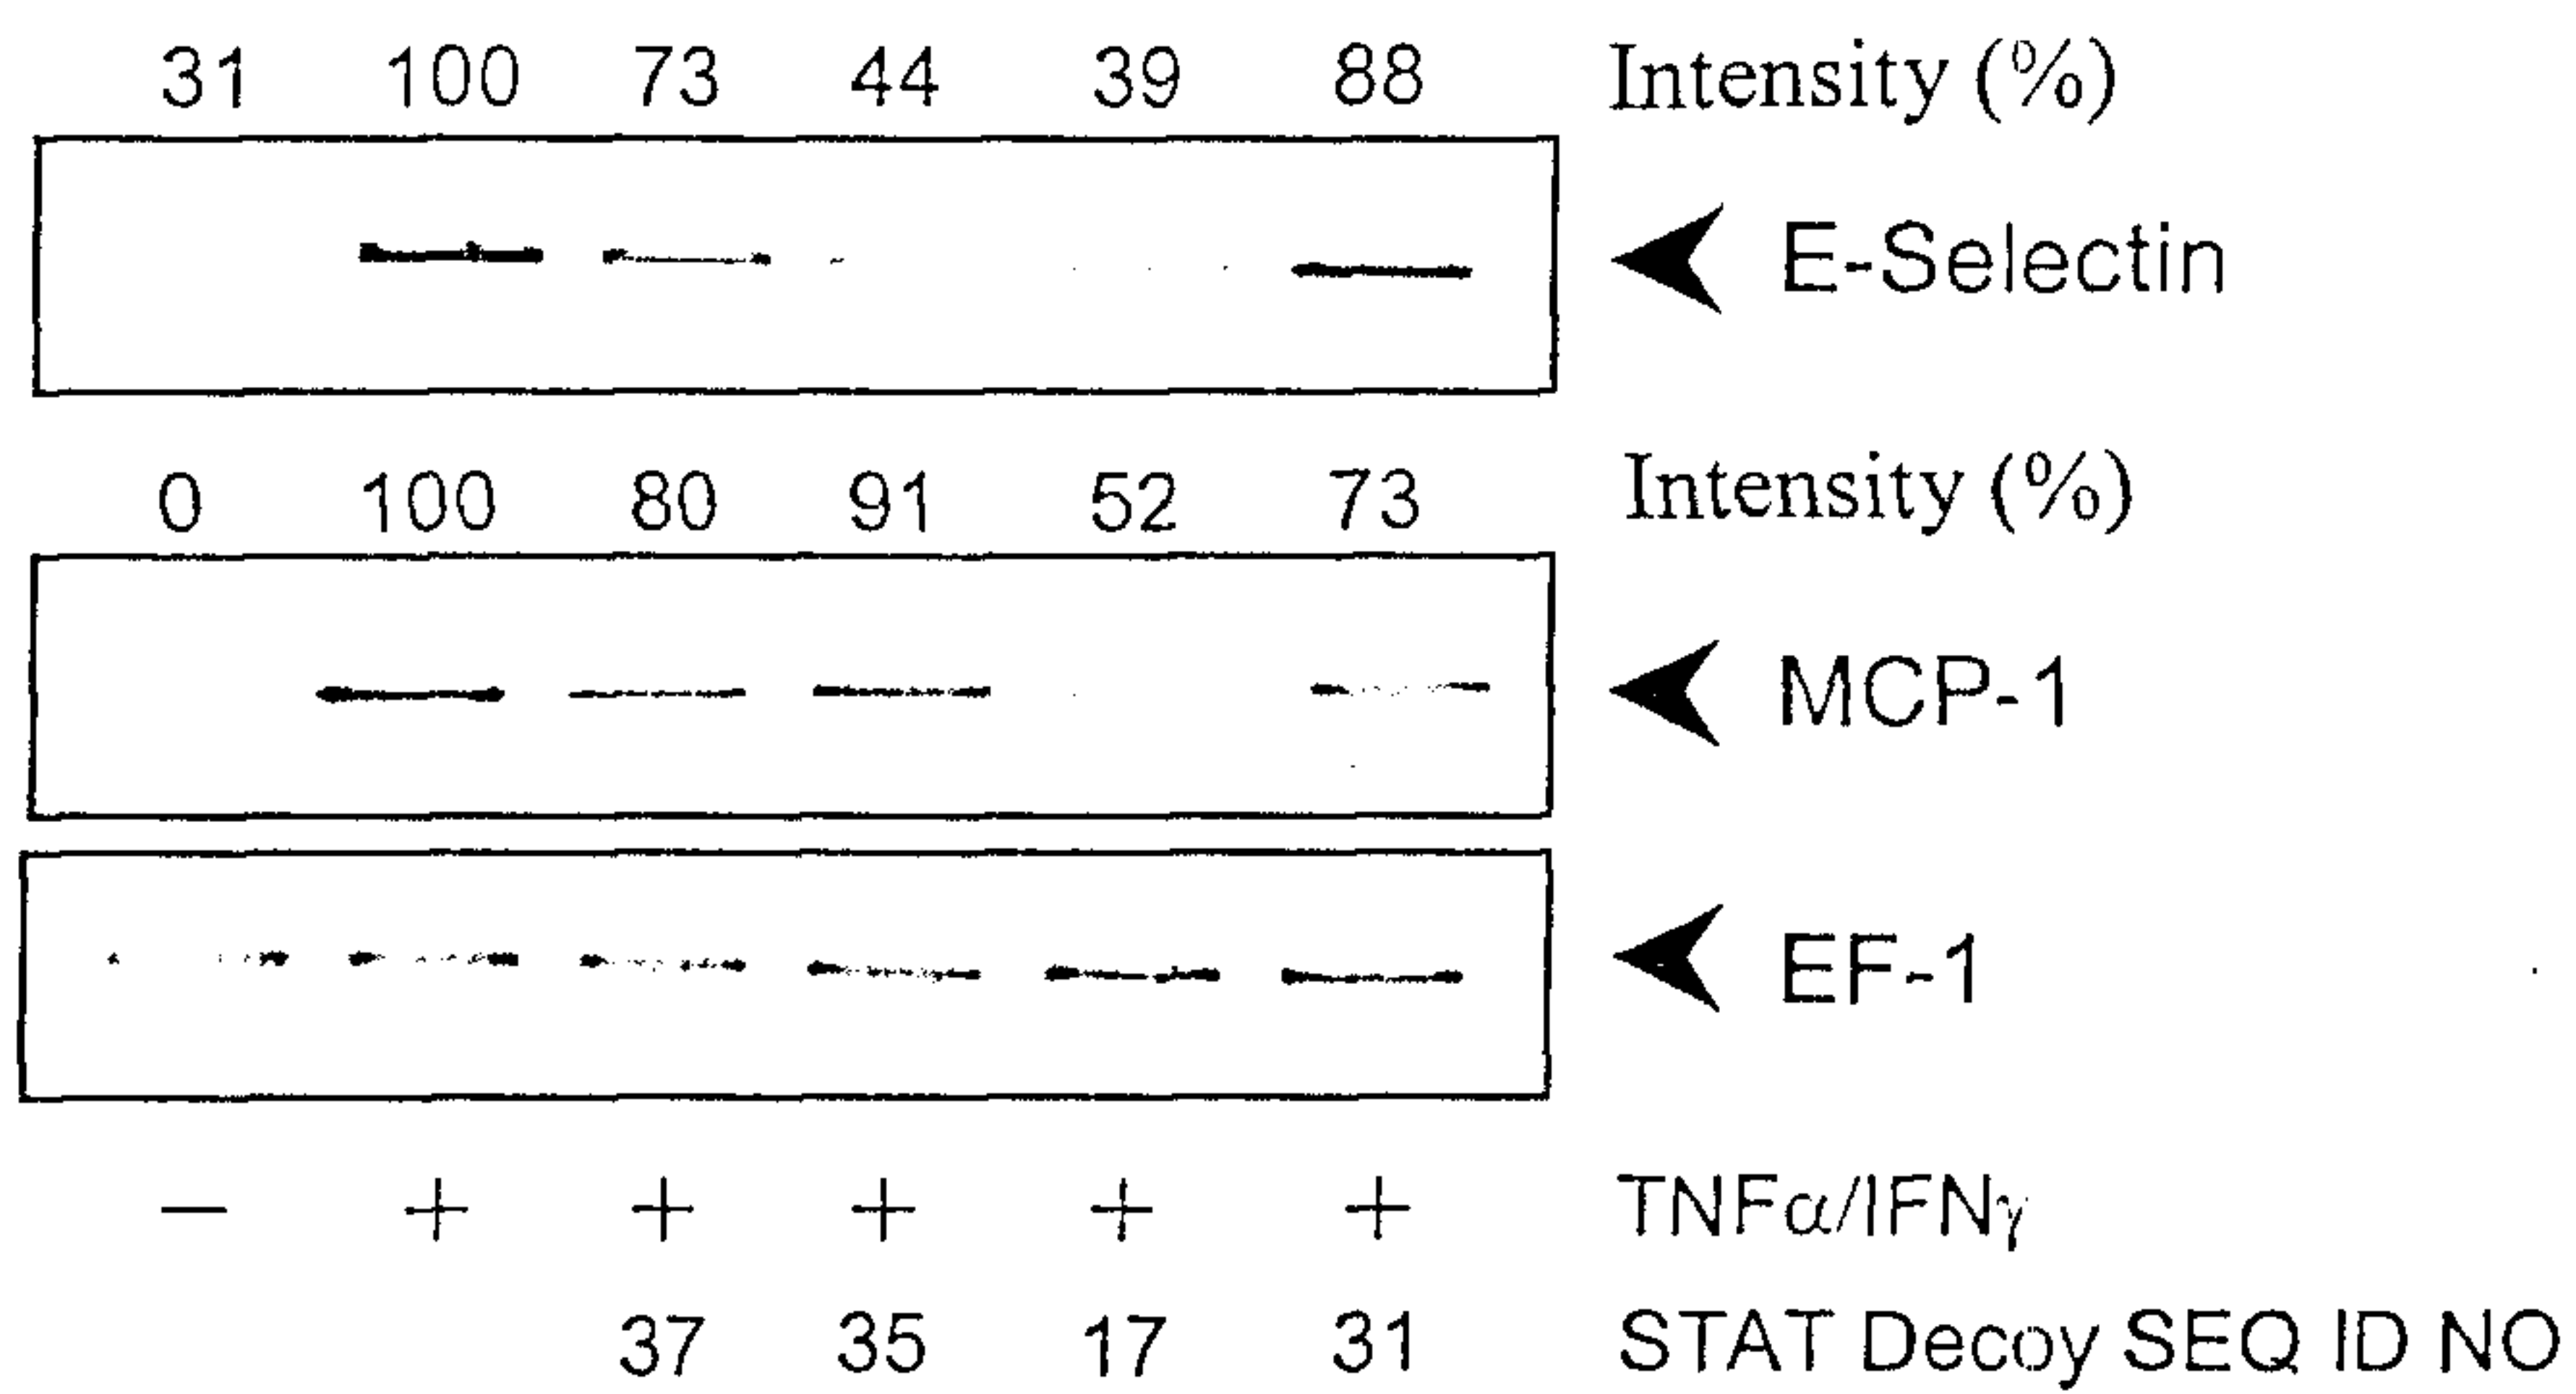 31 100 73 44 39 88 Intensity (%)
E-Selectin
0 100 80 91 52 73 Intensity (%)
MCP-1
EF-1
− + + + + + TNFα/IFNγ
37 35 17 31 STAT Decoy SEQ ID NO